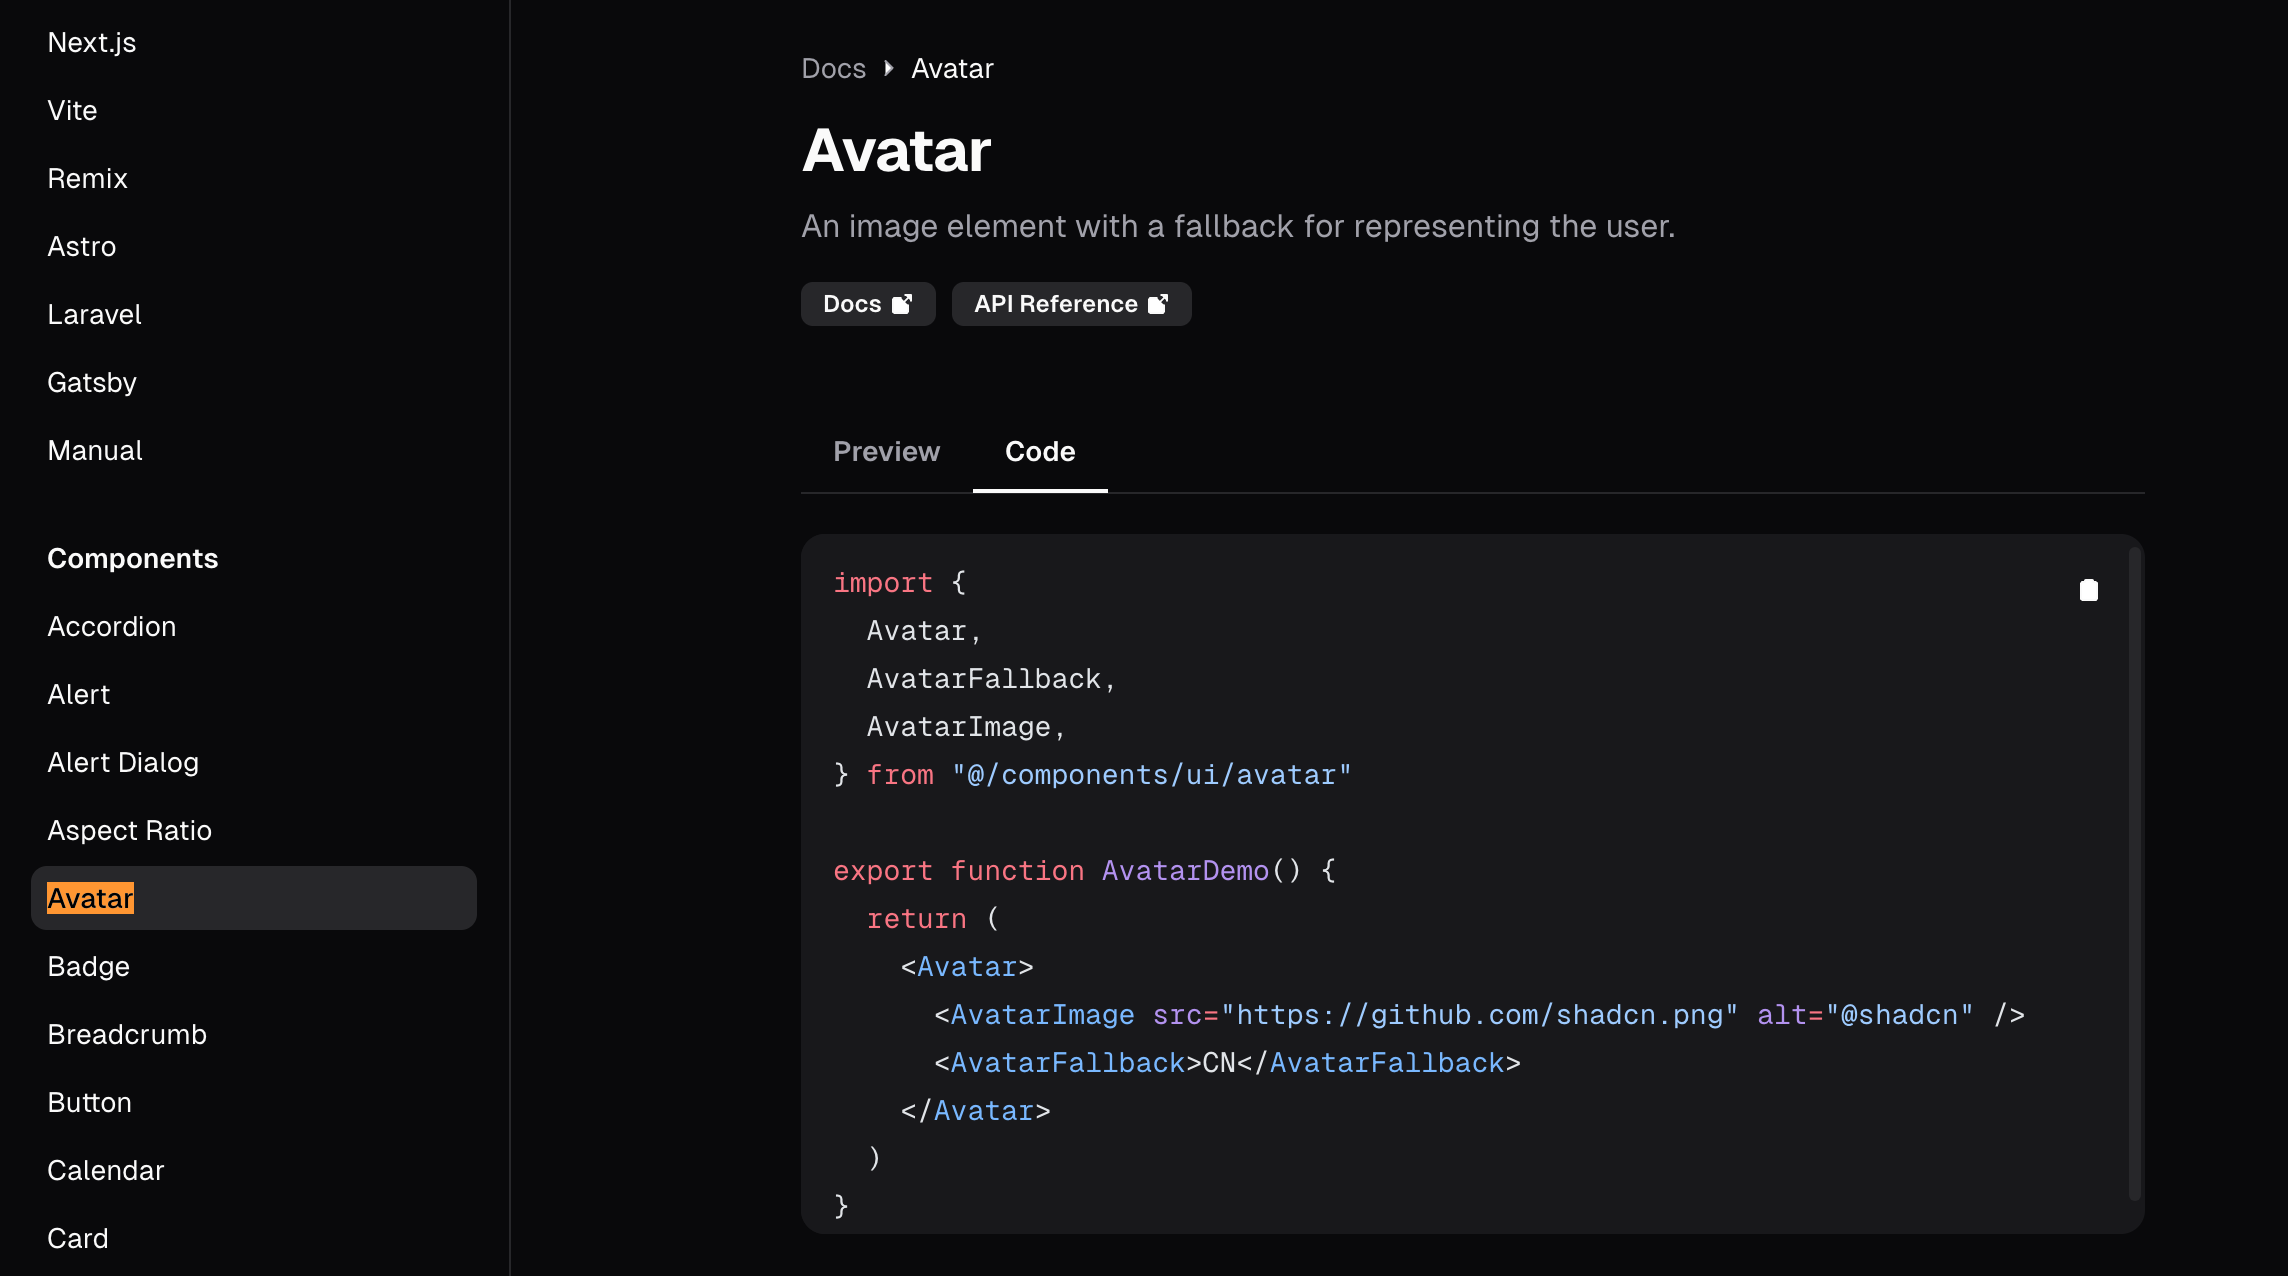 Next.js
Vite
Remix
Astro
Laravel
Gatsby
Manual
Components
Accordion
Alert
Alert Dialog
Aspect Ratio
Avatar
Badge
Breadcrumb
Button
Calendar
Card
Docs Avatar
Avatar
An image element with a fallback for representing the user.
Docs API Reference
Preview Code
import {
  Avatar,
  AvatarFallback,
  AvatarImage,
} from "@/components/ui/avatar"

export function AvatarDemo() {
  return (
    <Avatar>
      <AvatarImage src="https://github.com/shadcn.png" alt="@shadcn" />
      <AvatarFallback>CN</AvatarFallback>
    </Avatar>
  )
}